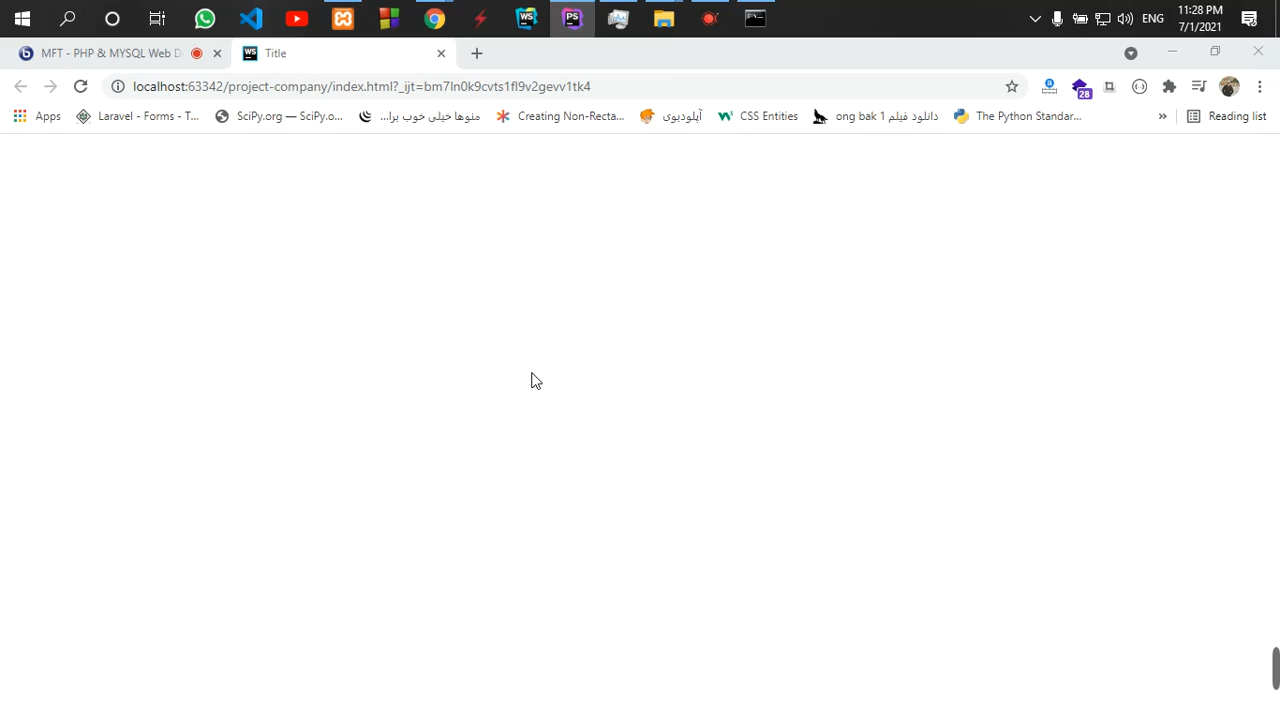 ENG
11:28 PM
7/1/2021
MFT - PHP & MYSQL Web D
Title
localhost:63342/project-company/index.html?_ijt=bm7ln0k9cvts1fl9v2gevv1tk4
28
Apps
Laravel - Forms - T...
SciPy.org — SciPy.o...
منوها خیلی خوب برا...
Creating Non-Recta...
آپلودیوی
CSS Entities
دانلود فیلم ong bak 1
The Python Standar...
»
Reading list